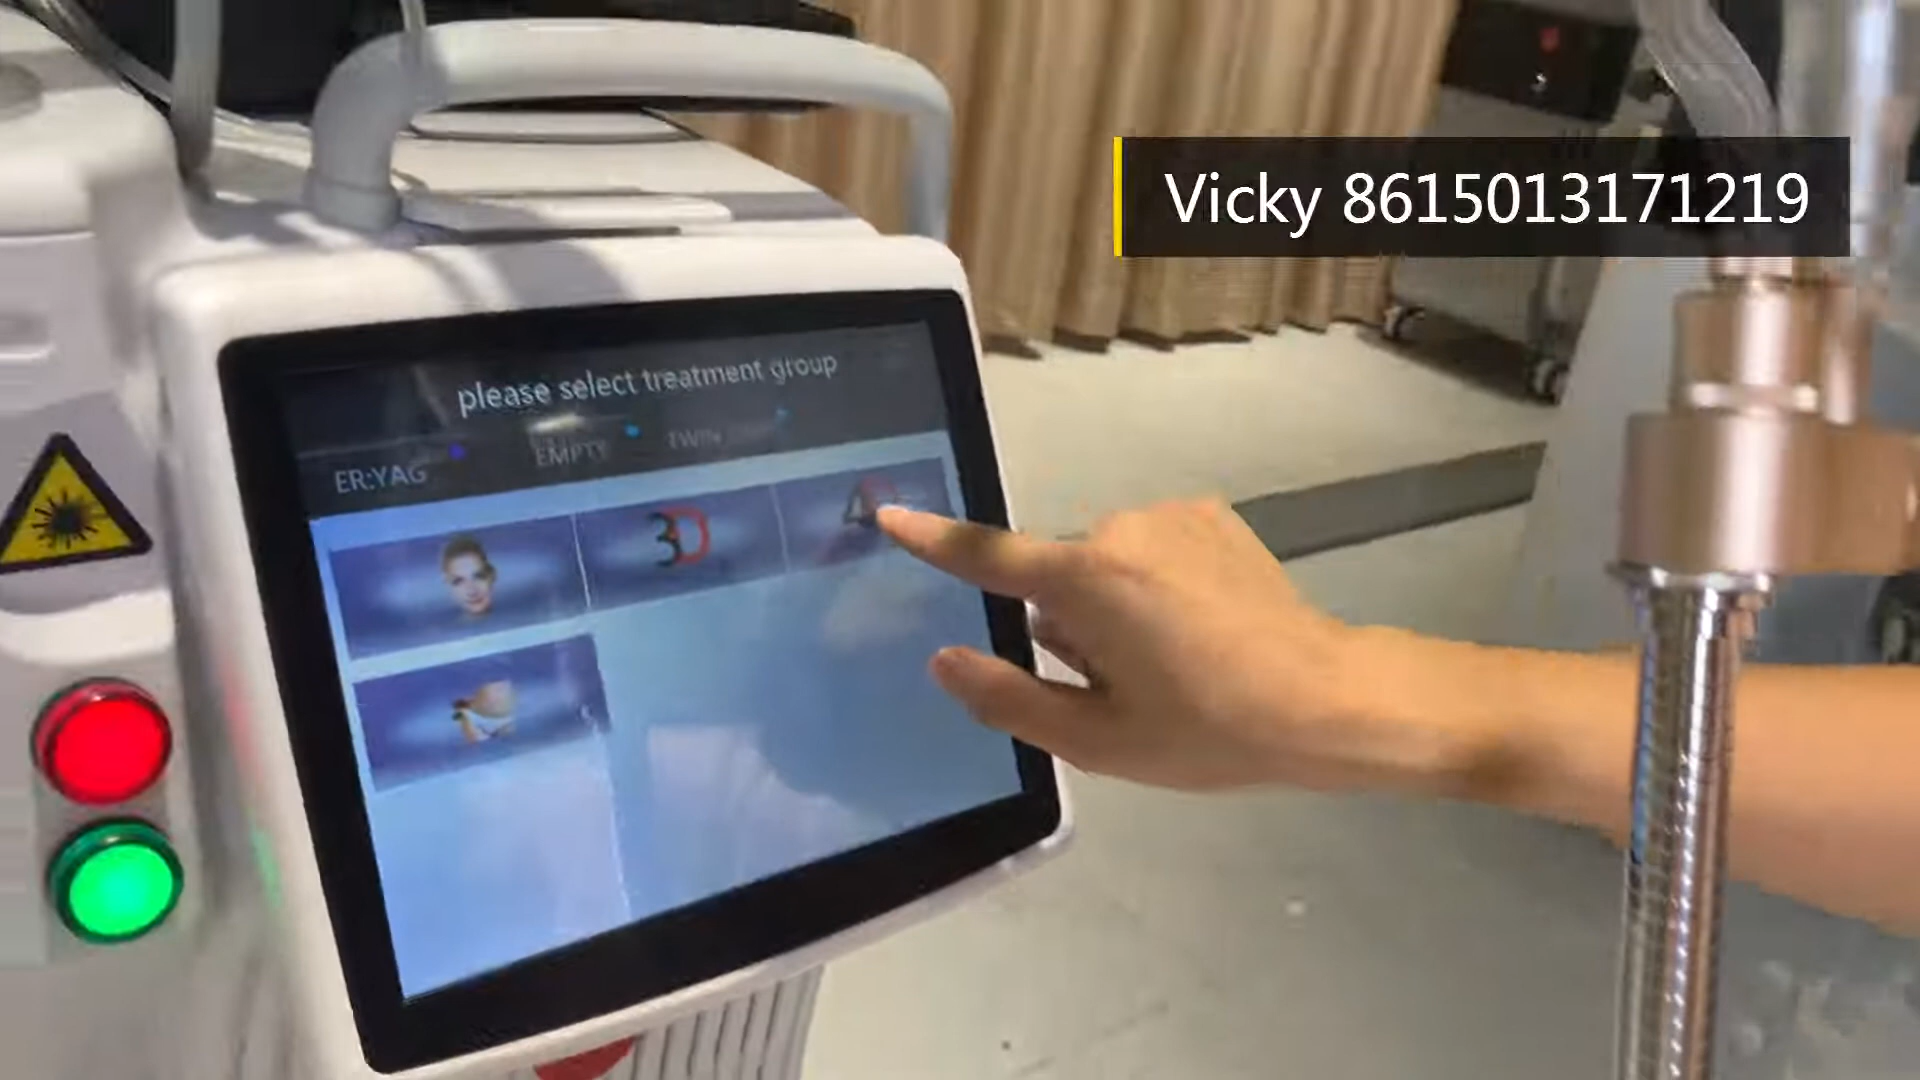 Vicky 8615013171219
please select treatment group
ER:YAG EMPTY TWIN
3D